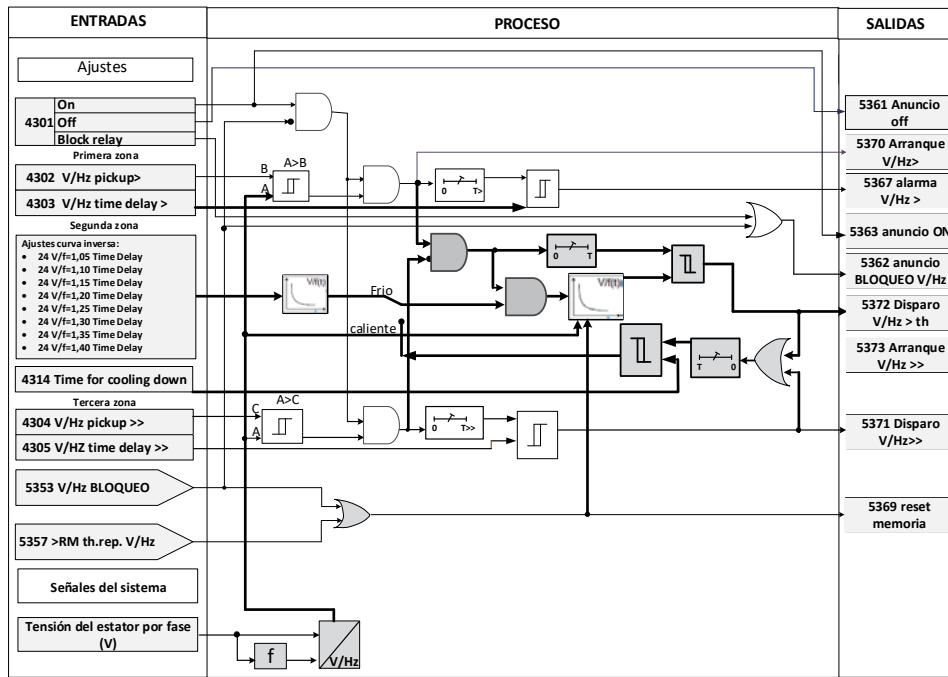 ENTRADAS
PROCESO
SALIDAS
Ajustes
4301
On
Off
Block relay
Primera zona
4302 V/Hz pickup>
4303 V/Hz time delay >
Segunda zona
Ajustes curva inversa:
• 24 V/f=1,05 Time Delay
• 24 V/f=1,10 Time Delay
• 24 V/f=1,15 Time Delay
• 24 V/f=1,20 Time Delay
• 24 V/f=1,25 Time Delay
• 24 V/f=1,30 Time Delay
• 24 V/f=1,35 Time Delay
• 24 V/f=1,40 Time Delay
4314 Time for cooling down
Tercera zona
4304 V/Hz pickup >>
4305 V/HZ time delay >>
5353 V/Hz BLOQUEO
5357 >RM th.rep. V/Hz
Señales del sistema
Tensión del estator por fase
(V)
A>B
B
A
0 T>
V/f(t)
Frio
caliente
0 T
V/f(t)
T 0
A>C
C
A
0 T>>
f
V/Hz
5361 Anuncio
off
5370 Arranque
V/Hz>
5367 alarma
V/Hz >
5363 anuncio ON
5362 anuncio
BLOQUEO V/Hz
5372 Disparo
V/Hz > th
5373 Arranque
V/Hz >>
5371 Disparo
V/Hz>>
5369 reset
memoria